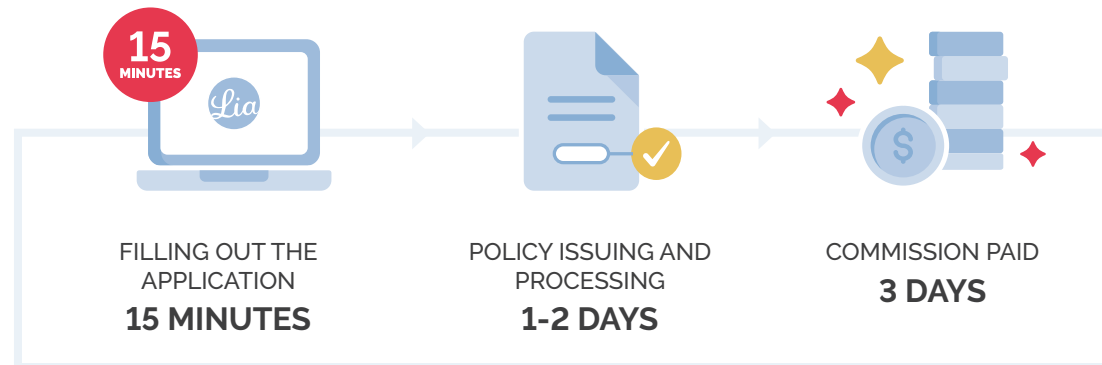 15
MINUTES
Lia
$
FILLING OUT THE
APPLICATION
15 MINUTES
POLICY ISSUING AND
PROCESSING
1-2 DAYS
COMMISSION PAID
3 DAYS